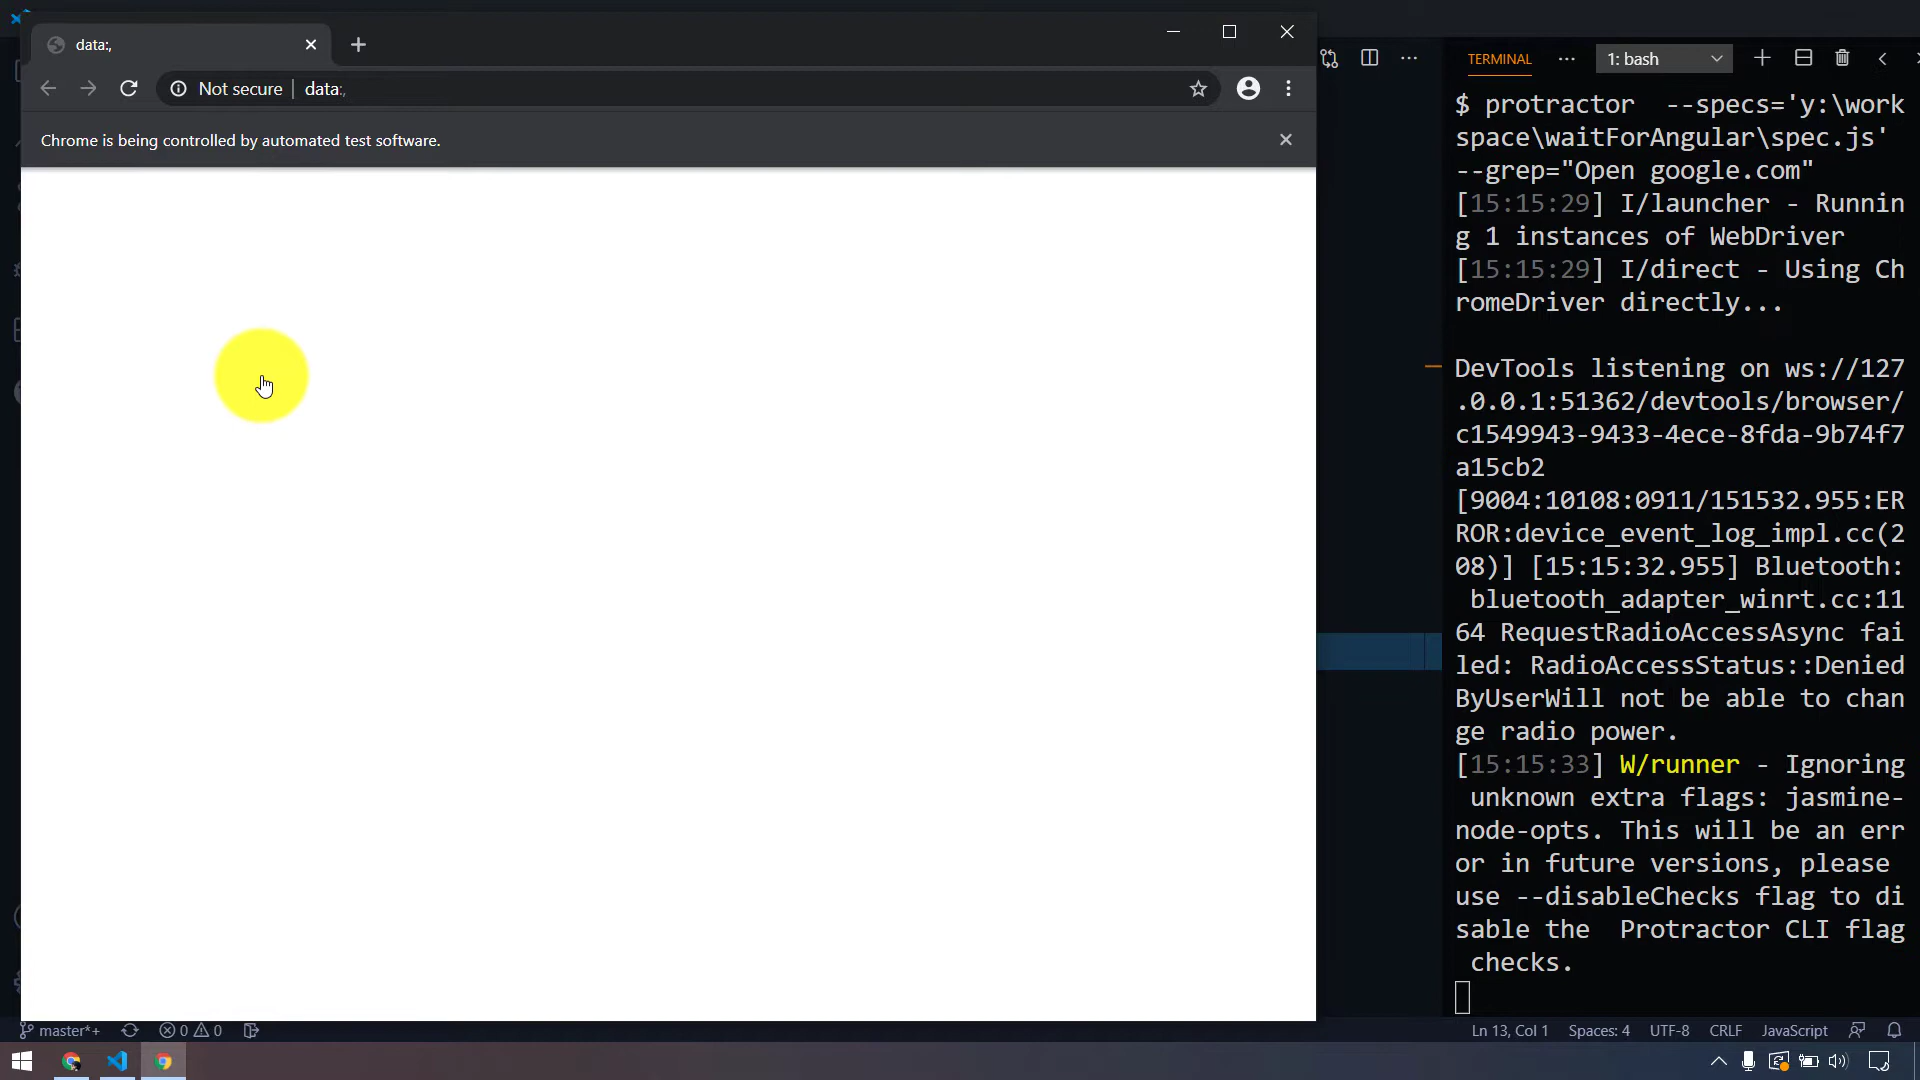 data:,
Not secure | data:,
Chrome is being controlled by automated test software.
TERMINAL
1: bash
$ protractor  --specs='y:\work
space\waitForAngular\spec.js'
--grep="Open google.com"
[15:15:29] I/launcher - Runnin
g 1 instances of WebDriver
[15:15:29] I/direct - Using Ch
romeDriver directly...
DevTools listening on ws://127
.0.0.1:51362/devtools/browser/
c1549943-9433-4ece-8fda-9b74f7
a15cb2
[9004:10108:0911/151532.955:ER
ROR:device_event_log_impl.cc(2
08)] [15:15:32.955] Bluetooth:
 bluetooth_adapter_winrt.cc:11
64 RequestRadioAccessAsync fai
led: RadioAccessStatus::Denied
ByUserWill not be able to chan
ge radio power.
[15:15:33] W/runner - Ignoring
 unknown extra flags: jasmine-
node-opts. This will be an err
or in future versions, please
use --disableChecks flag to di
sable the  Protractor CLI flag
 checks.
master*+
0
0
Ln 13, Col 1
Spaces: 4
UTF-8
CRLF
JavaScript